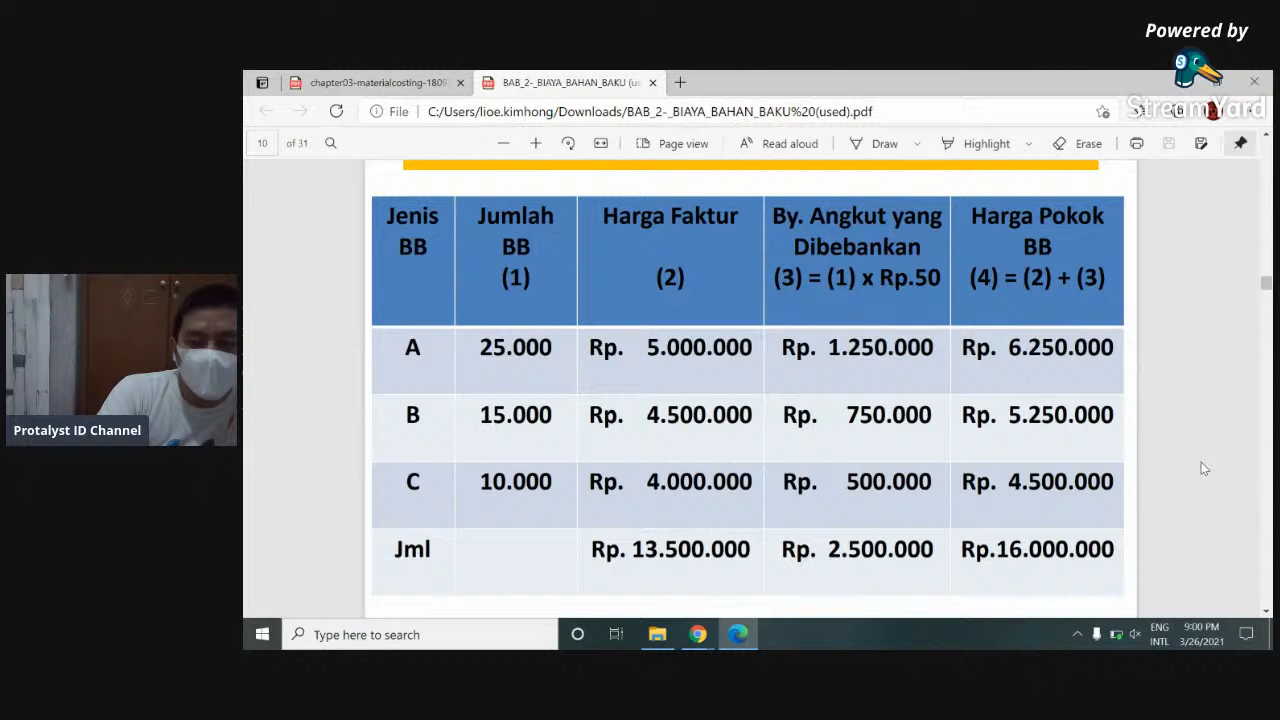 Powered by
StreamYard
chapter03-materialcosting-1809
BAB_2-_BIAYA_BAHAN_BAKU (us
File
C:/Users/lioe.kimhong/Downloads/BAB_2-_BIAYA_BAHAN_BAKU%20(used).pdf
10 of 31
Page view
Read aloud
Draw
Highlight
Erase
Jenis BB
Jumlah BB (1)
Harga Faktur (2)
By. Angkut yang Dibebankan (3) = (1) x Rp.50
Harga Pokok BB (4) = (2) + (3)
A 25.000 Rp. 5.000.000 Rp. 1.250.000 Rp. 6.250.000
B 15.000 Rp. 4.500.000 Rp. 750.000 Rp. 5.250.000
C 10.000 Rp. 4.000.000 Rp. 500.000 Rp. 4.500.000
Jml Rp. 13.500.000 Rp. 2.500.000 Rp.16.000.000
Protalyst ID Channel
Type here to search
ENG
INTL
9:00 PM
3/26/2021